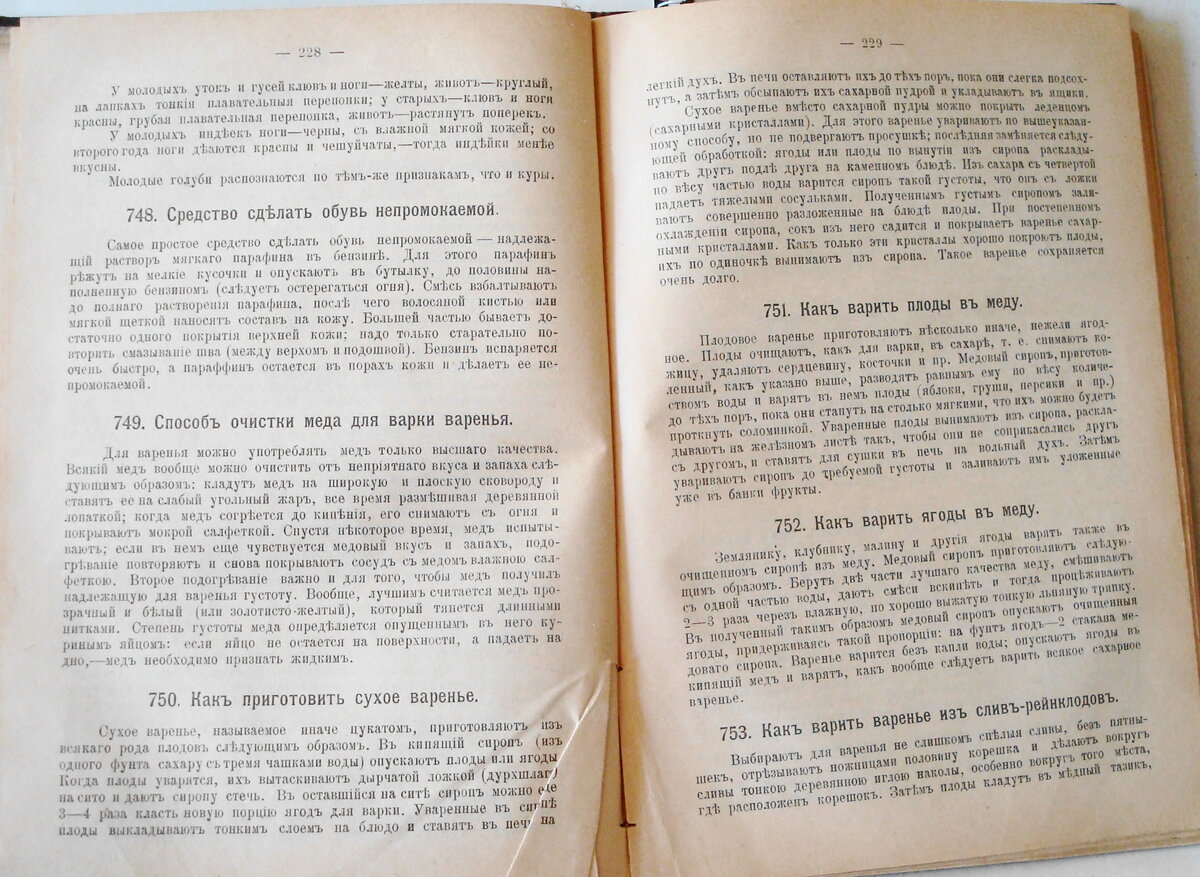 — 228 —
У молодыхъ утокъ и гусей клювъ и ноги—желты, животъ—круглый,
на лапкахъ тонкія плавательныя перепонки; у старыхъ—клювъ и ноги
красны, грубая плавательная перепонка, животъ—растянутъ поперекъ.
У молодыхъ индѣекъ ноги—черны, съ влажной мягкой кожей; со
второго года ноги дѣлаются красны и чешуйчаты,—тогда индѣйки менѣе
вкусны.
Молодые голуби распознаются по тѣмъ-же признакамъ, что и куры.
748. Средство сдѣлать обувь непромокаемой.
Самое простое средство сдѣлать обувь непромокаемой — надлежа-
щій растворъ мягкаго парафина въ бензинѣ. Для этого парафинъ
рѣжутъ на мелкіе кусочки и опускаютъ въ бутылку, до половины на-
полненную бензиномъ (слѣдуетъ остерегаться огня). Смѣсь взбалтываютъ
до полнаго растворенія парафина, послѣ чего волосяной кистью или
мягкой щеткой наносятъ составъ на кожу. Большей частью бываетъ до-
статочно одного покрытія верхней кожи; надо только старательно по-
вторить смазываніе шва (между верхомъ и подошвой). Бензинъ испаряется
очень быстро, а параффинъ остается въ порахъ кожи и дѣлаетъ ее не-
промокаемой.
749. Способъ очистки меда для варки варенья.
Для варенья можно употреблять медъ только высшаго качества.
Всякій медъ вообще можно очистить отъ непріятнаго вкуса и запаха слѣ-
дующимъ образомъ: кладутъ медъ на широкую и плоскую сковороду и
ставятъ ее на слабый угольный жаръ, все время размѣшивая деревянной
лопаткой; когда медъ согрѣется до кипѣнія, его снимаютъ съ огня и
покрываютъ мокрой салфеткой. Спустя нѣкоторое время, медъ испыты-
ваютъ; если въ немъ еще чувствуется медовый вкусъ и запахъ, подо-
грѣваніе повторяютъ и снова покрываютъ сосудъ съ медомъ влажною сал-
феткою. Второе подогрѣваніе важно и для того, чтобы медъ получилъ
надлежащую для варенья густоту. Вообще, лучшимъ считается медъ про-
зрачный и бѣлый (или золотисто-желтый), который тянется длинными
нитками. Степень густоты меда опредѣляется опущеннымъ въ него ку-
ринымъ яйцомъ: если яйцо не остается на поверхности, а падаетъ на
дно,—медъ необходимо признать жидкимъ.
750. Какъ приготовить сухое варенье.
Сухое варенье, называемое иначе цукатомъ, приготовляютъ изъ
всякаго рода плодовъ слѣдующимъ образомъ. Въ кипящій сиропъ (изъ
одного фунта сахару съ тремя чашками воды) опускаютъ плоды или ягоды
Когда плоды уварятся, ихъ вытаскиваютъ дырчатой ложкой (дурхшлаг)
на сито и даютъ сиропу стечь. Въ оставшійся на ситѣ сиропъ можно еще
3—4 раза класть новую порцію ягодъ для варки. Уваренные въ сиропѣ
плоды выкладываютъ тонкимъ слоемъ на блюдо и ставятъ въ печь на
— 229 —
легкій духъ. Въ печи оставляютъ ихъ до тѣхъ поръ, пока они слегка подсох-
нутъ, а затѣмъ обсыпаютъ ихъ сахарной пудрой и укладываютъ въ ящики.
Сухое варенье вмѣсто сахарной пудры можно покрыть леденцомъ
(сахарными кристаллами). Для этого варенье увариваютъ по вышеуказан-
ному способу, но не подвергаютъ просушкѣ; послѣдняя замѣняется слѣду-
ющей обработкой: ягоды или плоды по вынутіи изъ сиропа расклады-
ваютъ другъ подлѣ друга на каменномъ блюдѣ. Изъ сахара съ четвертой
по вѣсу частью воды варится сиропъ такой густоты, что онъ съ ложки
падаетъ тяжелыми сосульками. Полученнымъ густымъ сиропомъ зали-
ваютъ совершенно разложенные на блюдѣ плоды. При постепенномъ
охлажденіи сиропа, сокъ изъ него садится и покрываетъ варенье сахар-
ными кристаллами. Какъ только эти кристаллы хорошо покроютъ плоды,
ихъ по одиночкѣ вынимаютъ изъ сиропа. Такое варенье сохраняется
очень долго.
751. Какъ варить плоды въ меду.
Плодовое варенье приготовляютъ нѣсколько иначе, нежели ягод-
ное. Плоды очищаютъ, какъ для варки, въ сахарѣ, т. е. снимаютъ ко-
жицу, удаляютъ сердцевину, косточки и пр. Медовый сиропъ, приготов-
ленный, какъ указано выше, разводятъ равнымъ ему по вѣсу количе-
ствомъ воды и варятъ въ немъ плоды (яблоки, груши, персики и пр.)
до тѣхъ поръ, пока они станутъ на столько мягкими, что ихъ можно будетъ
проткнуть соломинкой. Уваренные плоды вынимаютъ изъ сиропа, раскла-
дываютъ на желѣзномъ листѣ такъ, чтобы они не соприкасались другъ
съ другомъ, и ставятъ для сушки въ печь на вольный духъ. Затѣмъ
увариваютъ сиропъ до требуемой густоты и заливаютъ имъ уложенные
уже въ банки фрукты.
752. Какъ варить ягоды въ меду.
Землянику, клубнику, малину и другія ягоды варятъ также въ
очищенномъ сиропѣ изъ меду. Медовый сиропъ приготовляютъ слѣдую-
щимъ образомъ. Берутъ двѣ части лучшаго качества меду, смѣшиваютъ
съ одной частью воды, даютъ смѣси вскипѣть и тогда процѣживаютъ
2—3 раза черезъ влажную, но хорошо выжатую тонкую льняную тряпку.
Въ полученный такимъ образомъ медовый сиропъ опускаютъ очищенныя
ягоды, придерживаясь такой пропорціи: на фунтъ ягодъ—2 стакана ме-
доваго сиропа. Варенье варится безъ капли воды; опускаютъ ягоды въ
кипящій медъ и варятъ, какъ вообще слѣдуетъ варить всякое сахарное
варенье.
753. Какъ варить варенье изъ сливъ-рейнклодовъ.
Выбираютъ для варенья не слишкомъ спѣлыя сливы, безъ пятны-
шекъ, отрѣзываютъ ножницами половину корешка и дѣлаютъ вокругъ
сливы тонкою деревянною иглою наколы, особенно вокругъ того мѣста,
гдѣ расположенъ корешокъ. Затѣмъ плоды кладутъ въ мѣдный тазикъ,